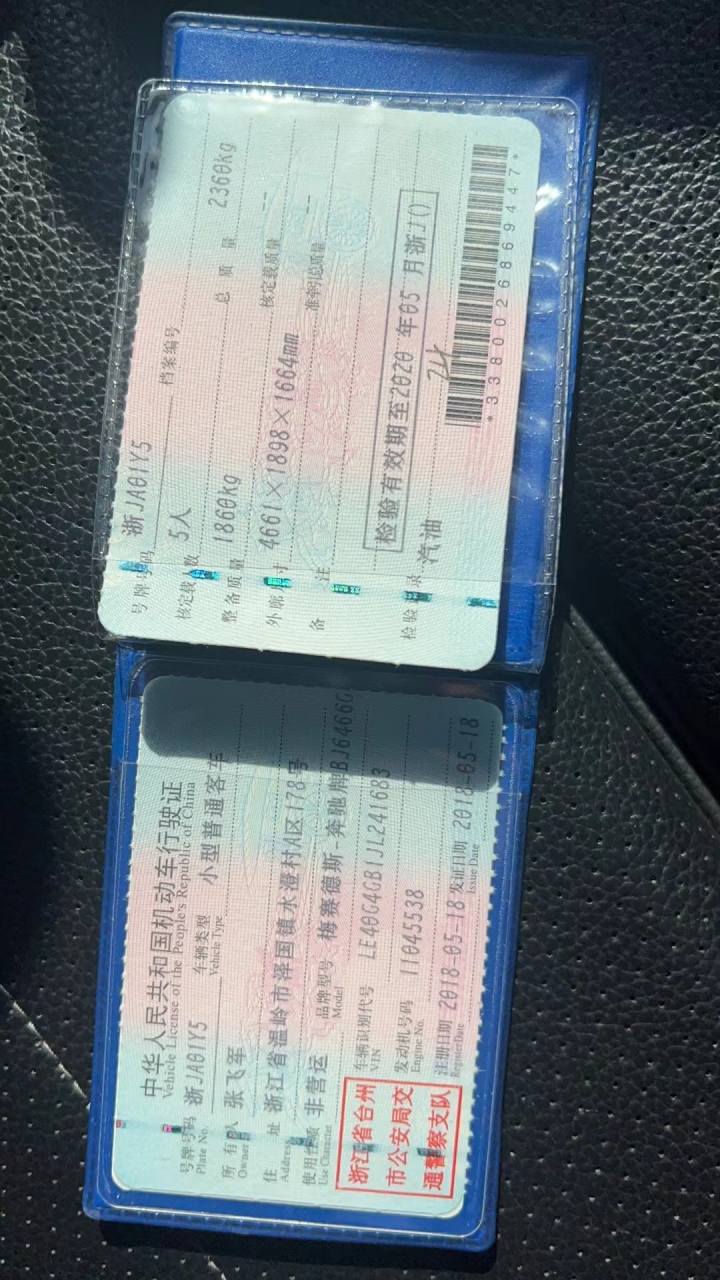 中华人民共和国机动车行驶证
Vehicle License of the People's Republic of China
号牌号码 浙JA01Y5 车辆类型 小型普通客车
Plate No. Vehicle Type
所有人 张飞军
Owner
住 址 浙江省温岭市泽国镇水澄村A区178号
Address
使用性质 非营运 品牌型号 梅赛德斯-奔驰牌BJ6466G
Use Character Model
浙江省台州
市公安局交
通警察支队
车辆识别代号 LE40G4GB1JL241683
VIN
发动机号码 11045538
Engine No.
注册日期 2018-05-18 发证日期 2018-05-18
Register Date Issue Date
号牌号码 浙JA01Y5 档案编号
核定载 数 5人 总 质 量 2360kg
整备质量 1860kg 核定载质量 --
外廓 寸 4661×1898×1664mm 准牵引总质量 --
备 注
检验有效期至2020 年05 月浙J()
检验 录 汽油
*3380026869447*